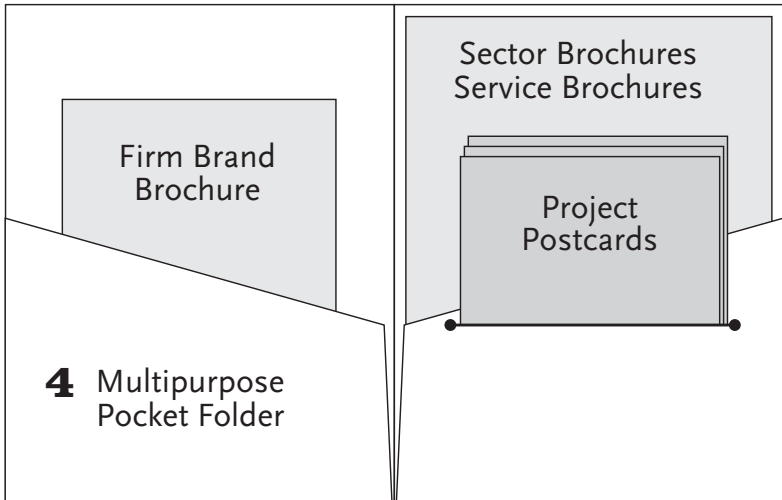 Firm Brand
Brochure
Sector Brochures
Service Brochures
Project
Postcards
4 Multipurpose
Pocket Folder